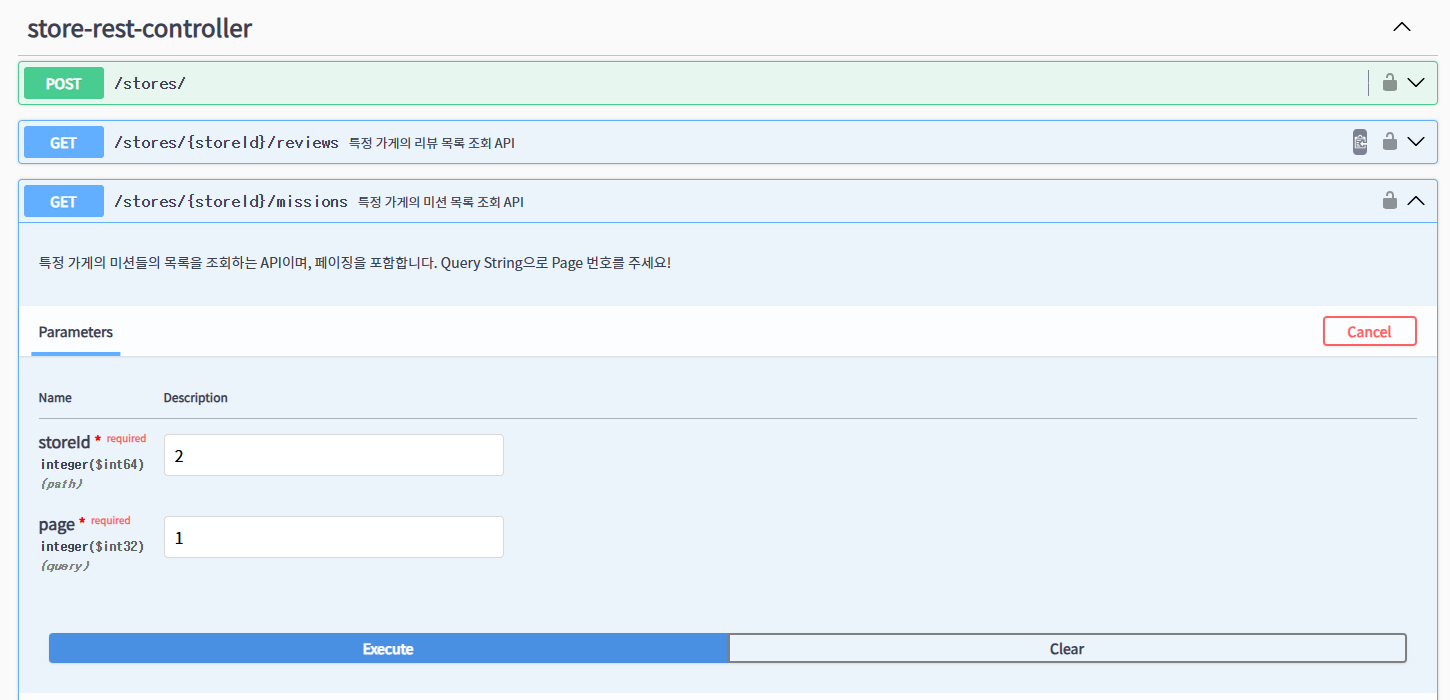 store-rest-controller
POST /stores/
GET /stores/{storeId}/reviews 특정 가게의 리뷰 목록 조회 API
GET /stores/{storeId}/missions 특정 가게의 미션 목록 조회 API
특정 가게의 미션들의 목록을 조회하는 API이며, 페이징을 포함합니다. Query String으로 Page 번호를 주세요!
Parameters
Cancel
Name Description
storeId * required
integer($int64)
(path)
2
page * required
integer($int32)
(query)
1
Execute Clear